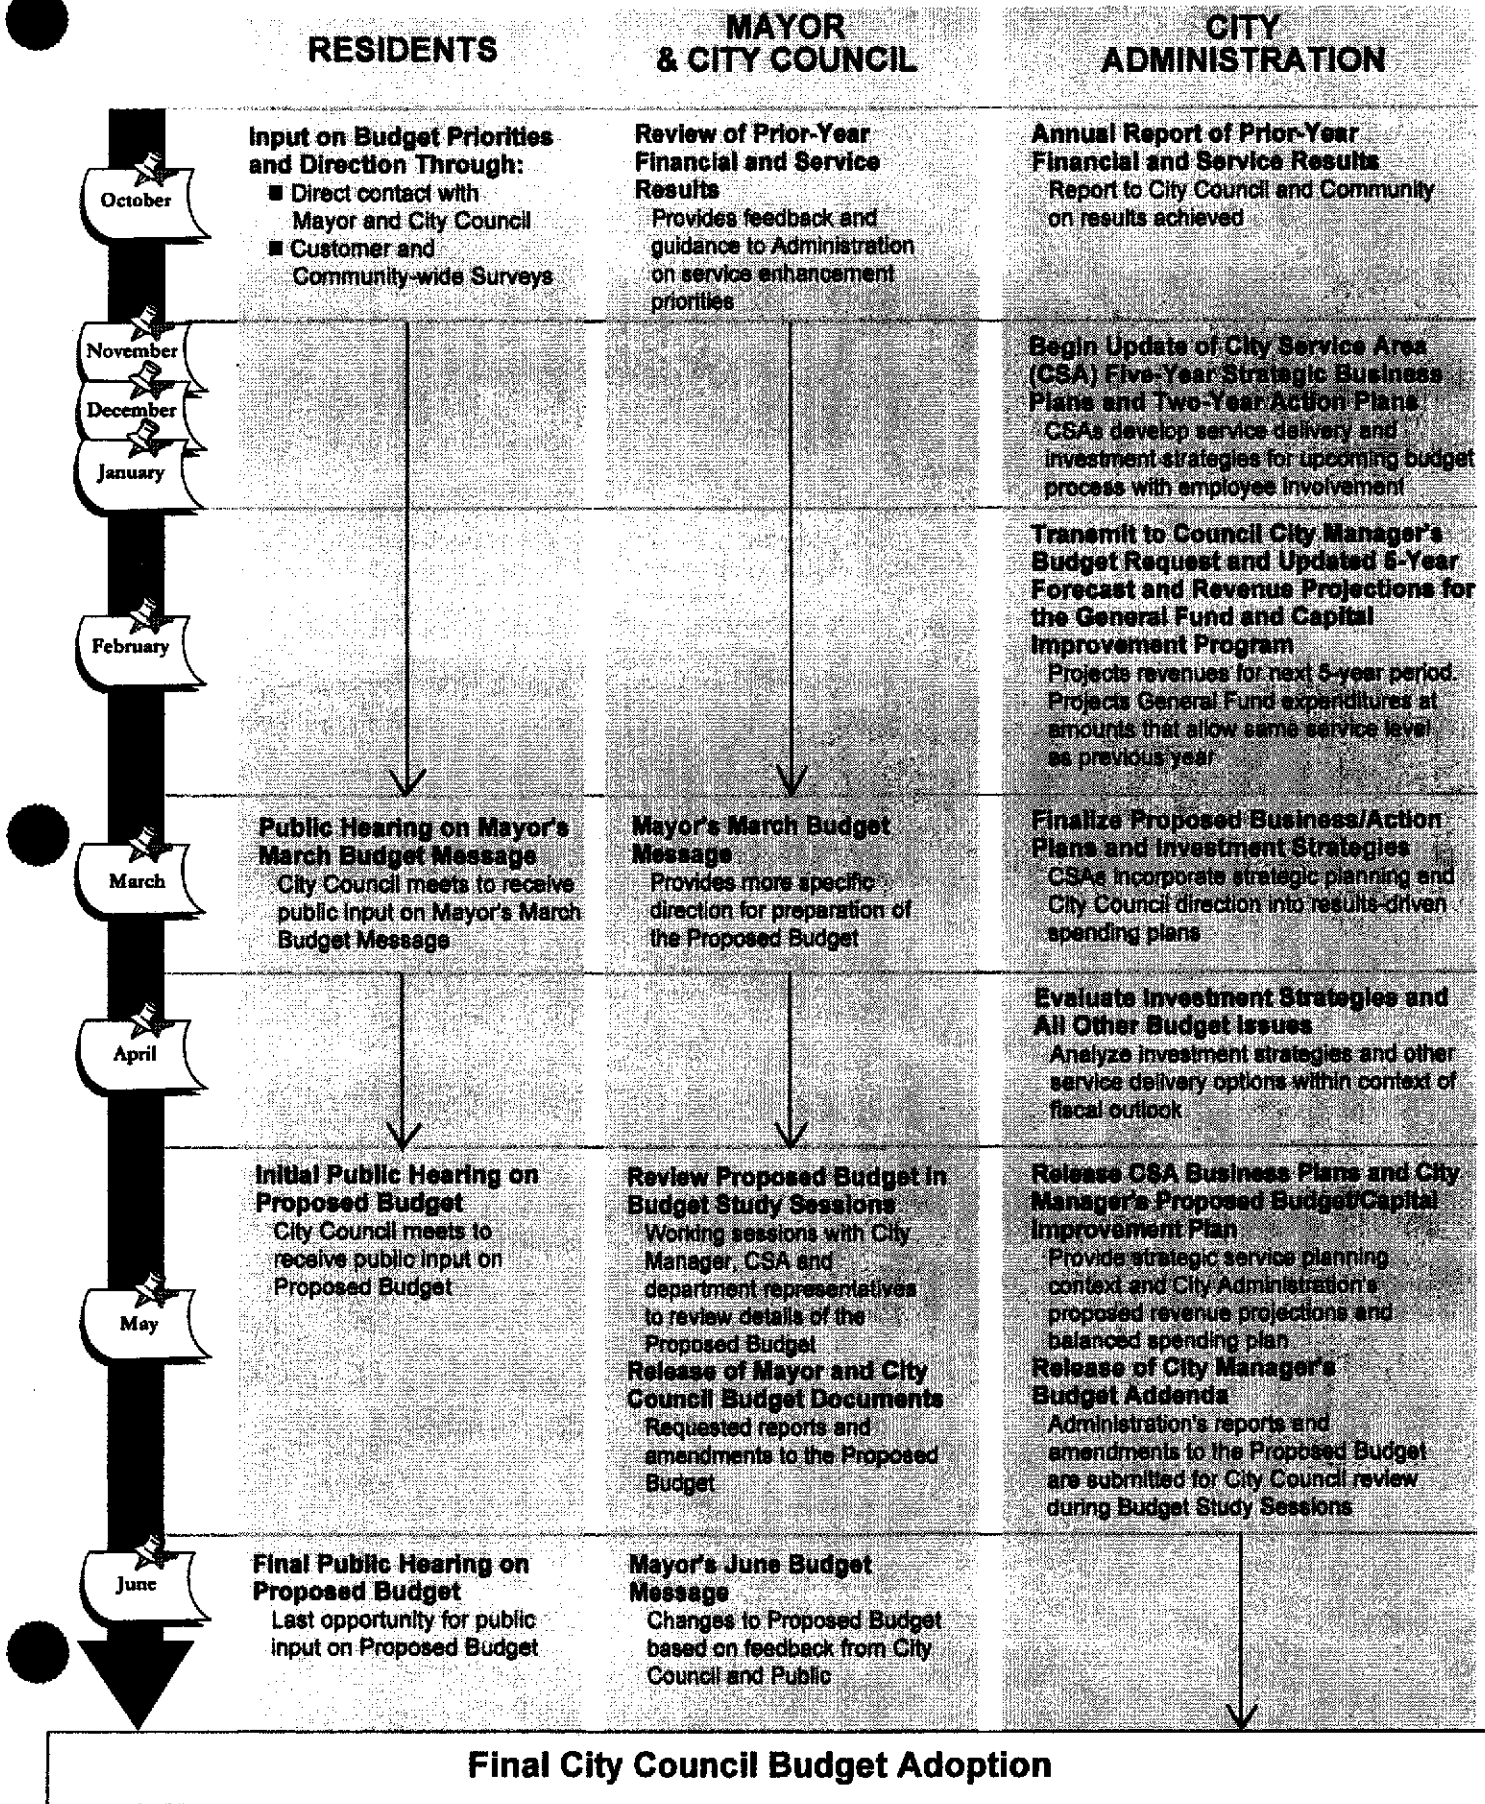 RESIDENTS
MAYOR
& CITY COUNCIL
CITY
ADMINISTRATION
October
Input on Budget Priorities
and Direction Through:
■ Direct contact with
Mayor and City Council
■ Customer and
Community-wide Surveys
Review of Prior-Year
Financial and Service
Results
Provides feedback and
guidance to Administration
on service enhancement
priorities
Annual Report of Prior-Year
Financial and Service Results
Report to City Council and Community
on results achieved
November
December
January
Begin Update of City Service Area
(CSA) Five-Year Strategic Business
Plans and Two-Year Action Plans
CSAs develop service delivery and
investment strategies for upcoming budget
process with employee involvement
February
Transmit to Council City Manager's
Budget Request and Updated 5-Year
Forecast and Revenue Projections for
the General Fund and Capital
Improvement Program
Projects revenues for next 5-year period.
Projects General Fund expenditures at
amounts that allow same service level
as previous year
March
Public Hearing on Mayor's
March Budget Message
City Council meets to receive
public input on Mayor's March
Budget Message
Mayor's March Budget
Message
Provides more specific
direction for preparation of
the Proposed Budget
Finalize Proposed Business/Action
Plans and Investment Strategies
CSAs incorporate strategic planning and
City Council direction into results-driven
spending plans
April
Evaluate Investment Strategies and
All Other Budget Issues
Analyze investment strategies and other
service delivery options within context of
fiscal outlook
May
Initial Public Hearing on
Proposed Budget
City Council meets to
receive public input on
Proposed Budget
Review Proposed Budget in
Budget Study Sessions
Working sessions with City
Manager, CSA and
department representatives
to review details of the
Proposed Budget
Release of Mayor and City
Council Budget Documents
Requested reports and
amendments to the Proposed
Budget
Release CSA Business Plans and City
Manager's Proposed Budget/Capital
Improvement Plan
Provide strategic service planning
context and City Administration's
proposed revenue projections and
balanced spending plan
Release of City Manager's
Budget Addenda
Administration's reports and
amendments to the Proposed Budget
are submitted for City Council review
during Budget Study Sessions
June
Final Public Hearing on
Proposed Budget
Last opportunity for public
input on Proposed Budget
Mayor's June Budget
Message
Changes to Proposed Budget
based on feedback from City
Council and Public
Final City Council Budget Adoption